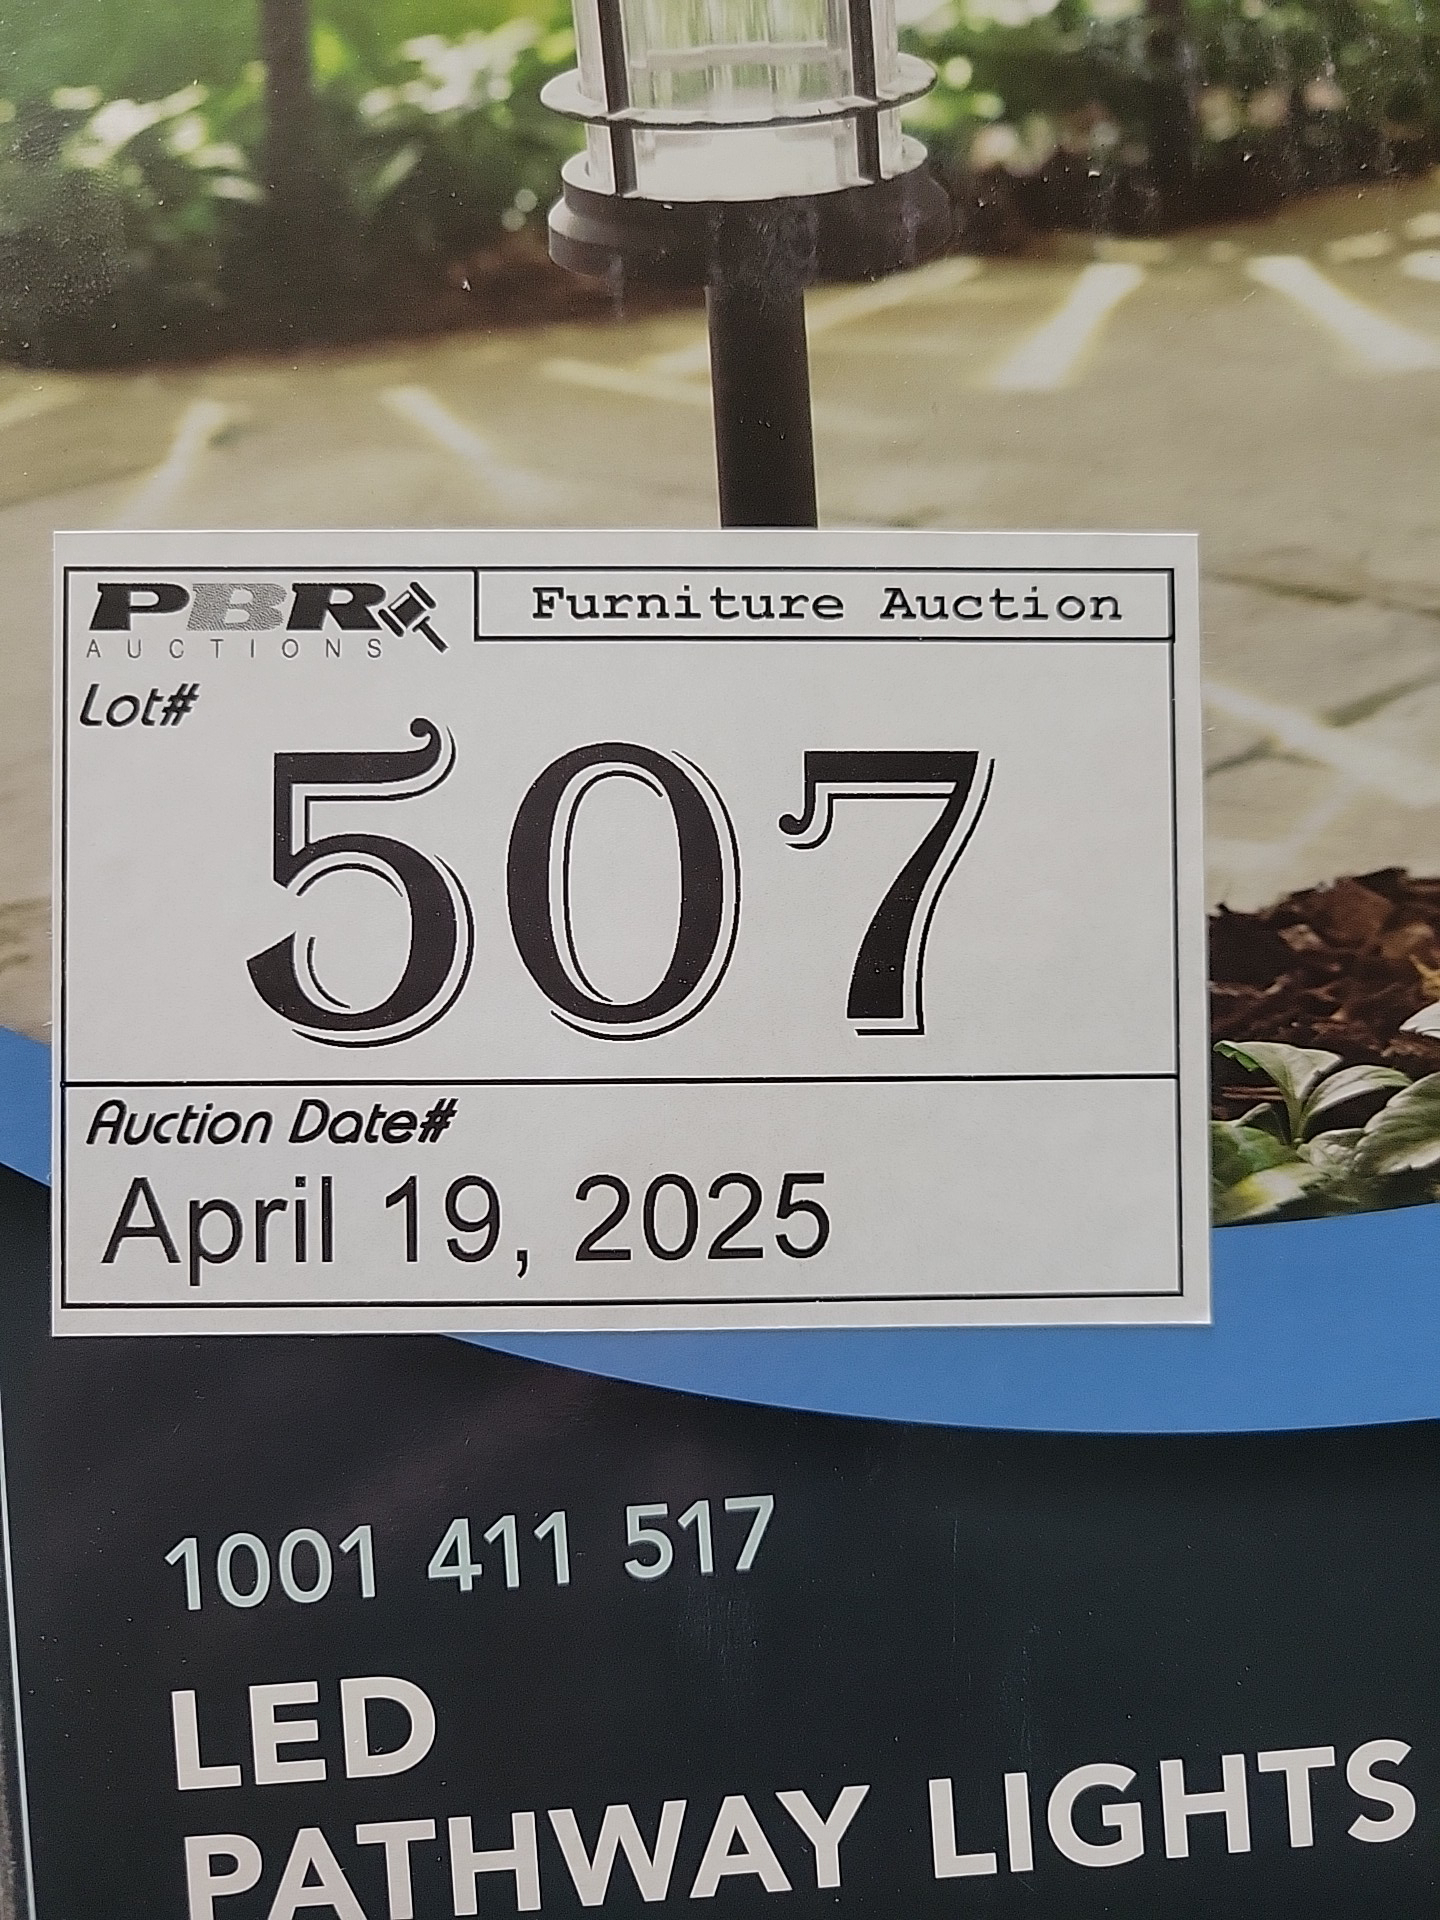 PBR
AUCTIONS
Furniture Auction
Lot#
507
Auction Date#
April 19, 2025
1001 411 517
LED
PATHWAY LIGHTS